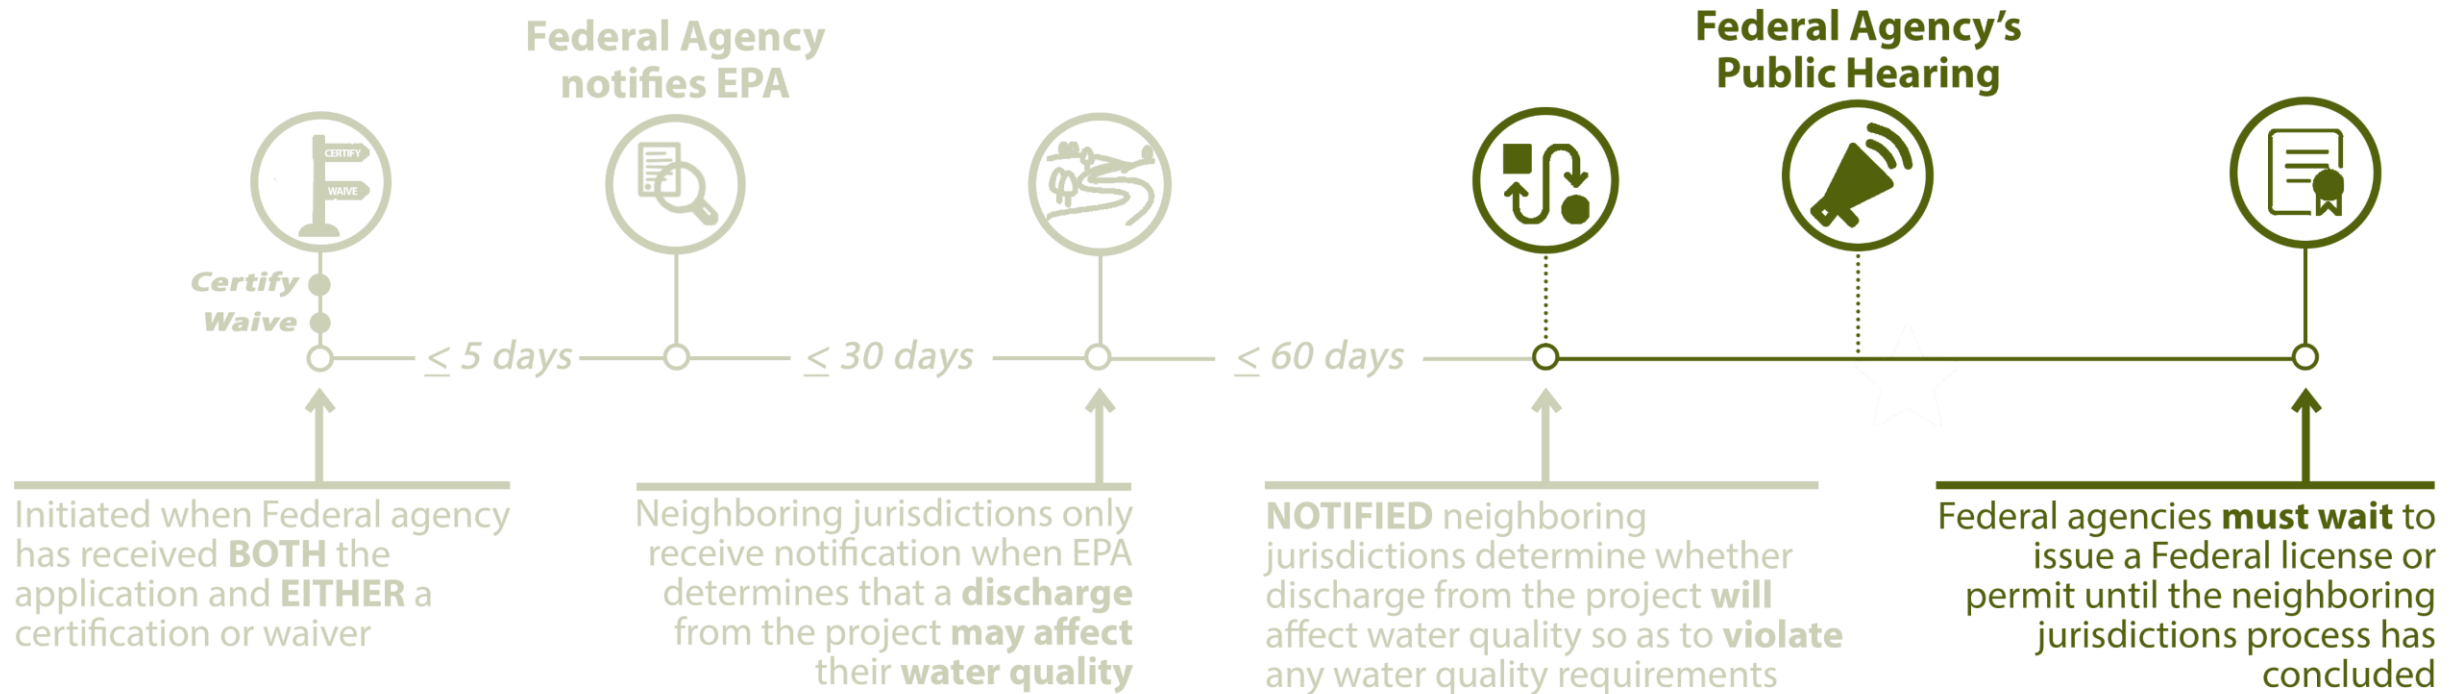 Federal Agency
notifies EPA
Federal Agency’s
Public Hearing
CERTIFY
WAIVE
Certify
Waive
≤ 5 days
≤ 30 days
≤ 60 days
Initiated when Federal agency
has received BOTH the
application and EITHER a
certification or waiver
Neighboring jurisdictions only
receive notification when EPA
determines that a discharge
from the project may affect
their water quality
NOTIFIED neighboring
jurisdictions determine whether
discharge from the project will
affect water quality so as to violate
any water quality requirements
Federal agencies must wait to
issue a Federal license or
permit until the neighboring
jurisdictions process has
concluded